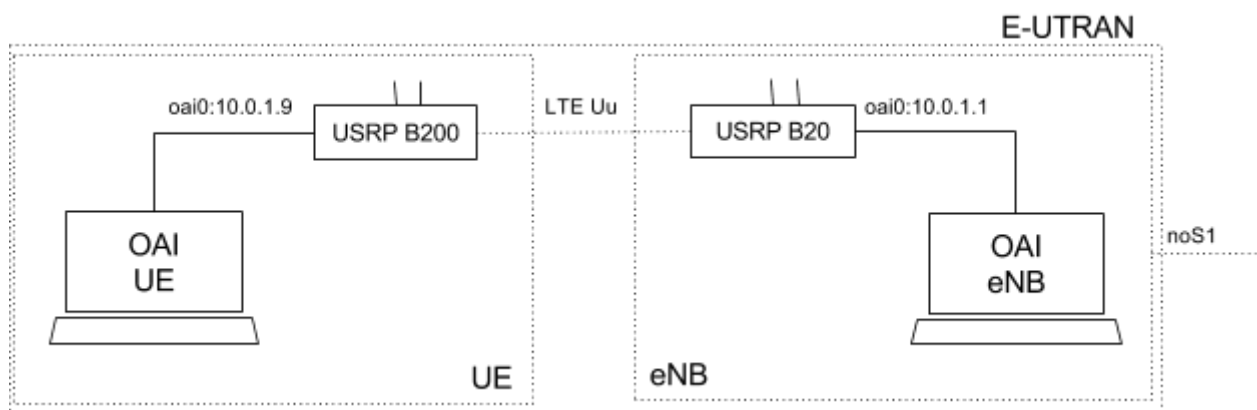 E-UTRAN
oai0:10.0.1.9
LTE Uu
oai0:10.0.1.1
USRP B200
USRP B20
OAI
UE
OAI
eNB
noS1
UE
eNB